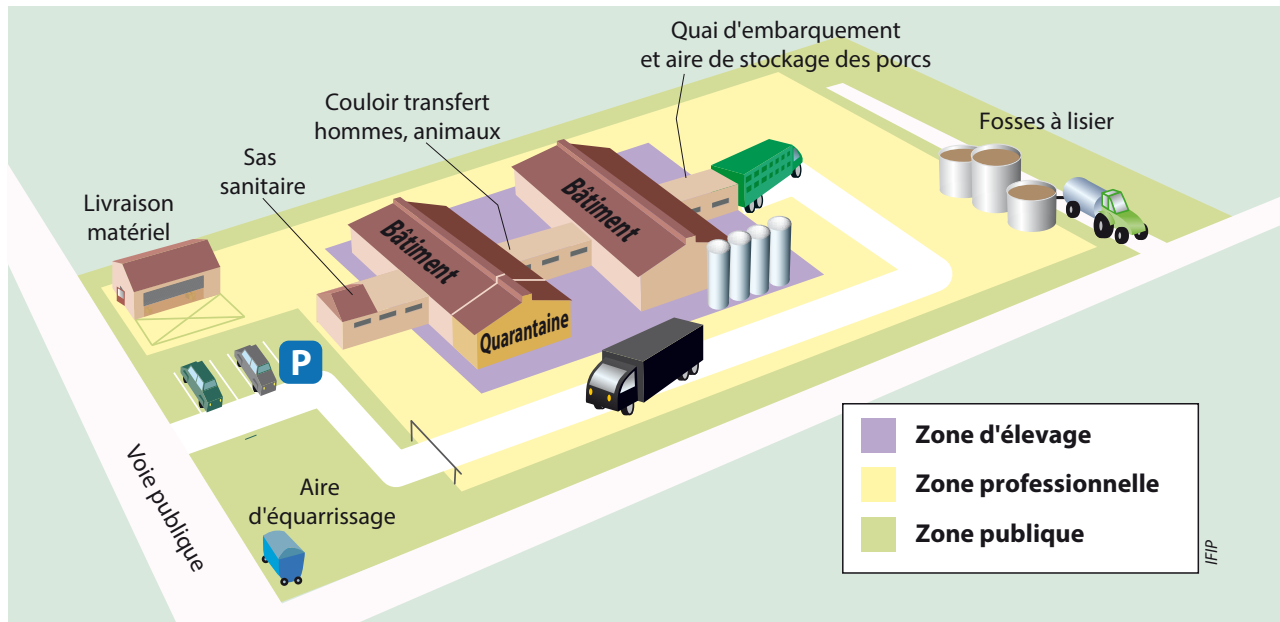 Quai d'embarquement
et aire de stockage des porcs
Couloir transfert
hommes, animaux
Fosses à lisier
Sas
sanitaire
Livraison
matériel
Bâtiment
Bâtiment
Quarantaine
P
Voie publique
Aire
d'équarrissage
Zone d'élevage
Zone professionnelle
Zone publique
IFIP